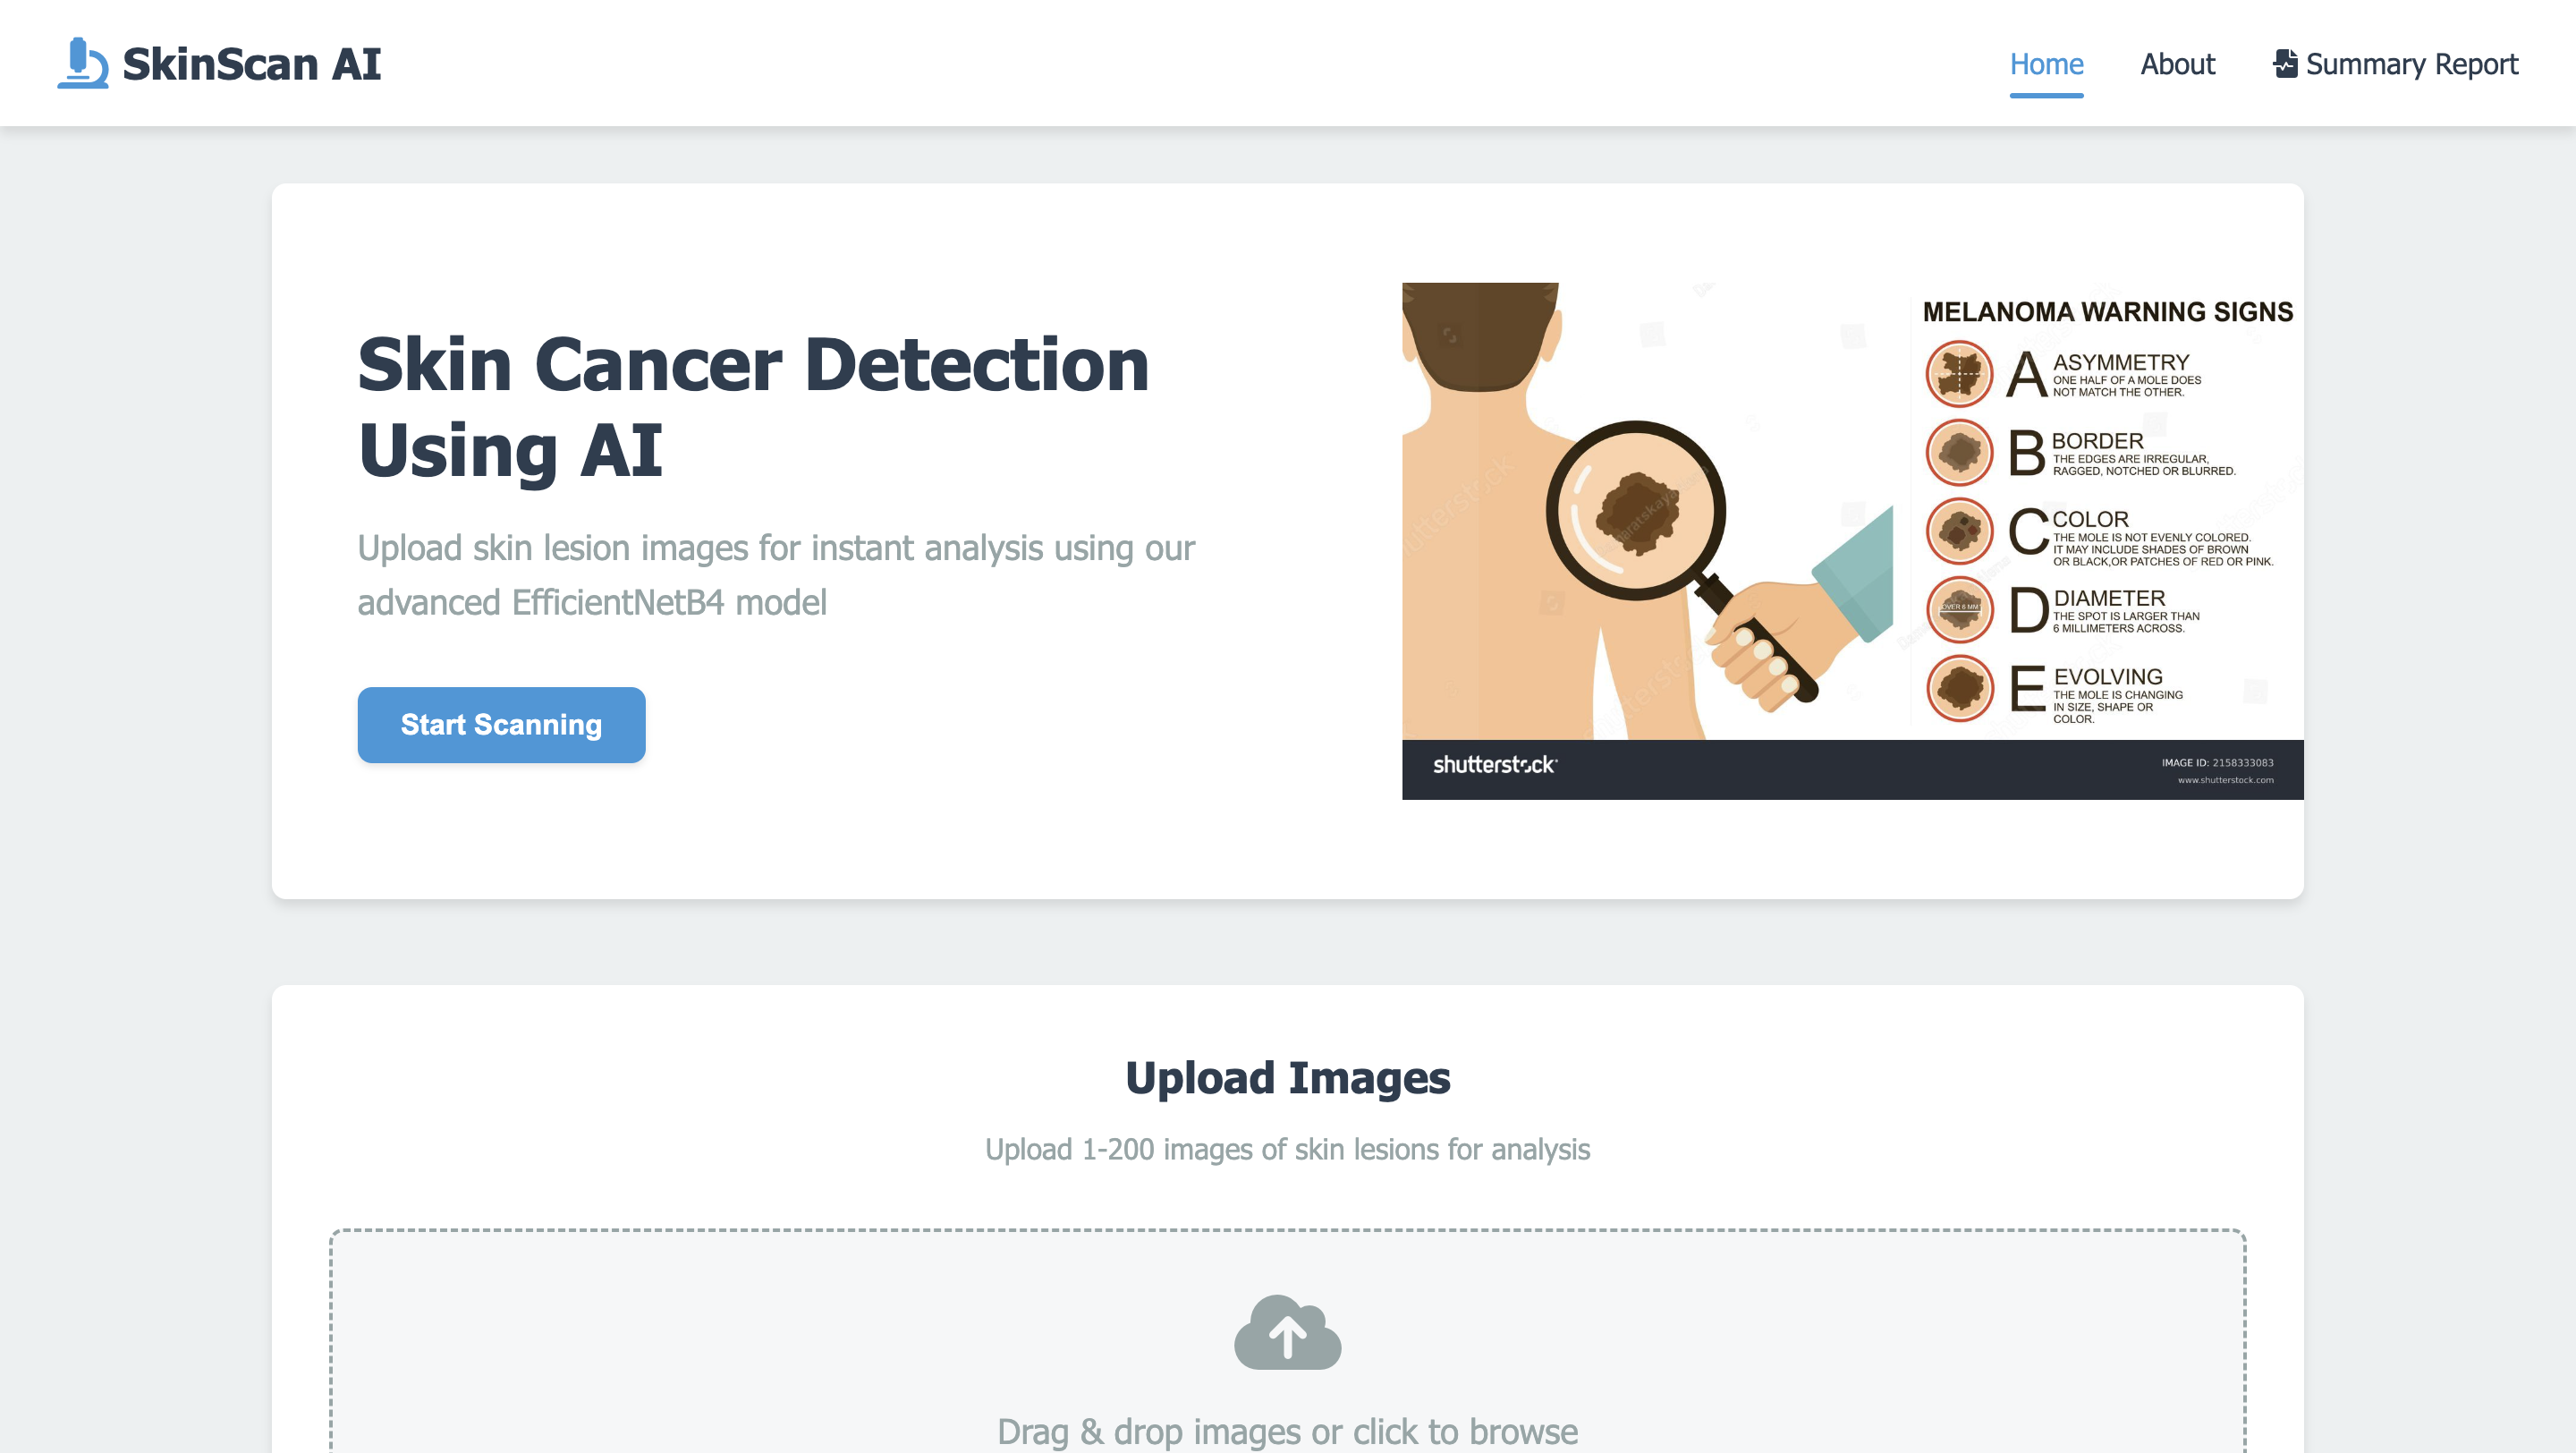 SkinScan AI
Home
About
Summary Report
Skin Cancer Detection
Using AI
Upload skin lesion images for instant analysis using our
advanced EfficientNetB4 model
Start Scanning
MELANOMA WARNING SIGNS
A ASYMMETRY
ONE HALF OF A MOLE DOES
NOT MATCH THE OTHER.
B BORDER
THE EDGES ARE IRREGULAR,
RAGGED, NOTCHED OR BLURRED.
C COLOR
THE MOLE IS NOT EVENLY COLORED.
IT MAY INCLUDE SHADES OF BROWN
OR BLACK,OR PATCHES OF RED OR PINK.
OVER 6 MM
D DIAMETER
THE SPOT IS LARGER THAN
6 MILLIMETERS ACROSS.
E EVOLVING
THE MOLE IS CHANGING
IN SIZE, SHAPE OR
COLOR.
shutterstock
IMAGE ID: 2158333083
www.shutterstock.com
Upload Images
Upload 1-200 images of skin lesions for analysis
Drag & drop images or click to browse